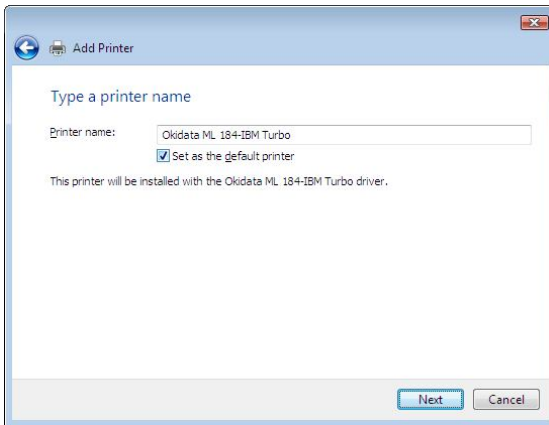 Add Printer
Type a printer name
Printer name: Okidata ML 184-IBM Turbo
Set as the default printer
This printer will be installed with the Okidata ML 184-IBM Turbo driver.
Next Cancel